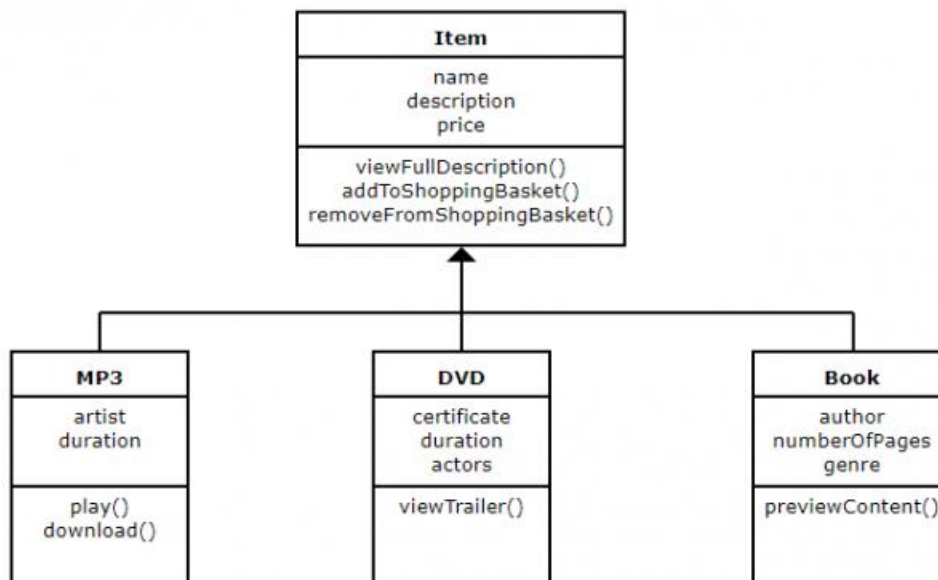 Item
name
description
price
viewFullDescription()
addToShoppingBasket()
removeFromShoppingBasket()
MP3
artist
duration
play()
download()
DVD
certificate
duration
actors
viewTrailer()
Book
author
numberOfPages
genre
previewContent()